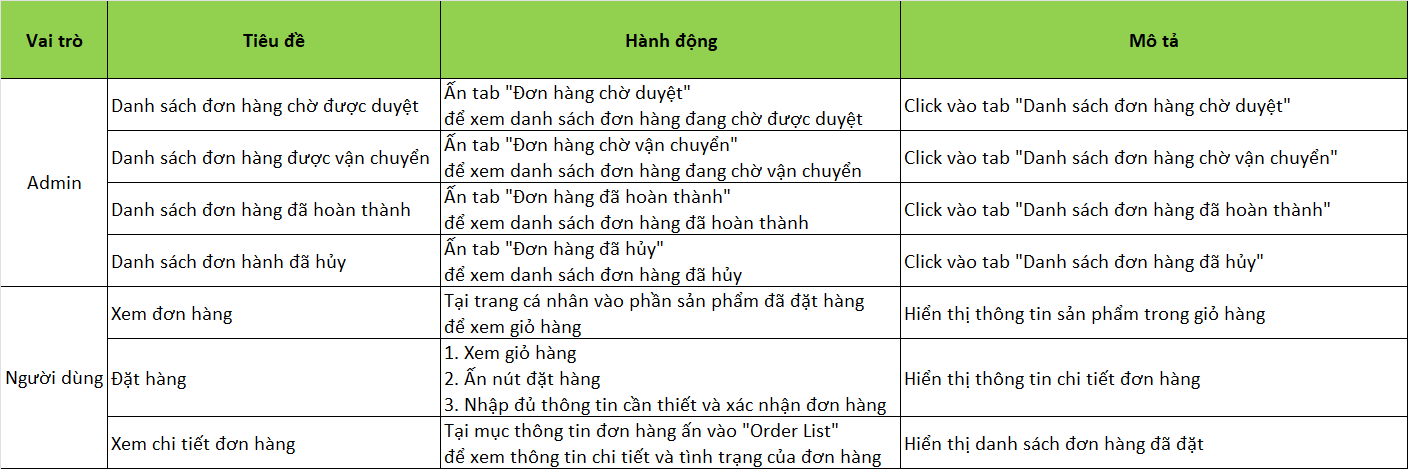 Vai trò
Tiêu đề
Hành động
Mô tả
Admin
Danh sách đơn hàng chờ được duyệt
Ấn tab "Đơn hàng chờ duyệt"
để xem danh sách đơn hàng đang chờ được duyệt
Click vào tab "Danh sách đơn hàng chờ duyệt"
Danh sách đơn hàng được vận chuyển
Ấn tab "Đơn hàng chờ vận chuyển"
để xem danh sách đơn hàng đang chờ vận chuyển
Click vào tab "Danh sách đơn hàng chờ vận chuyển"
Danh sách đơn hàng đã hoàn thành
Ấn tab "Đơn hàng đã hoàn thành"
để xem danh sách đơn hàng đã hoàn thành
Click vào tab "Danh sách đơn hàng đã hoàn thành"
Danh sách đơn hành đã hủy
Ấn tab "Đơn hàng đã hủy"
để xem danh sách đơn hàng đã hủy
Click vào tab "Danh sách đơn hàng đã hủy"
Người dùng
Xem đơn hàng
Tại trang cá nhân vào phần sản phẩm đã đặt hàng
để xem giỏ hàng
Hiển thị thông tin sản phẩm trong giỏ hàng
Đặt hàng
1. Xem giỏ hàng
2. Ấn nút đặt hàng
3. Nhập đủ thông tin cần thiết và xác nhận đơn hàng
Hiển thị thông tin chi tiết đơn hàng
Xem chi tiết đơn hàng
Tại mục thông tin đơn hàng ấn vào "Order List"
để xem thông tin chi tiết và tình trạng của đơn hàng
Hiển thị danh sách đơn hàng đã đặt